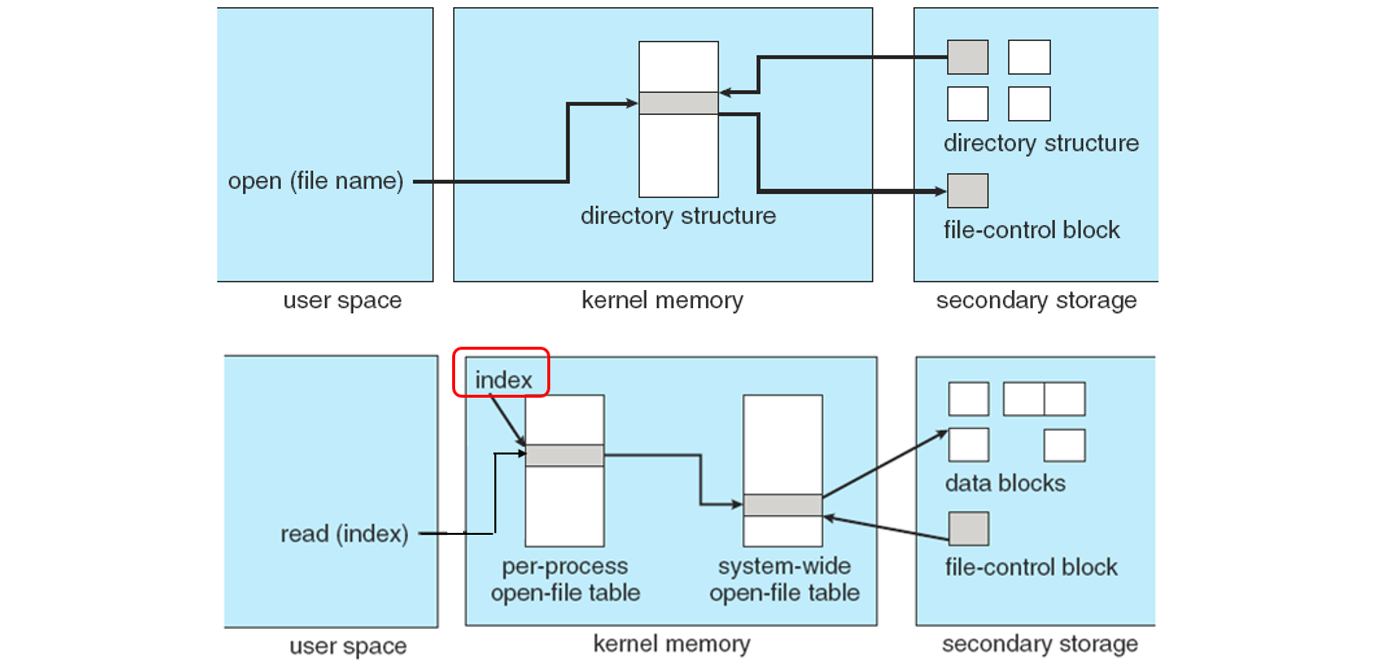 open (file name)
directory structure
directory structure
file-control block
user space
kernel memory
secondary storage
index
read (index)
per-process
open-file table
system-wide
open-file table
data blocks
file-control block
user space
kernel memory
secondary storage